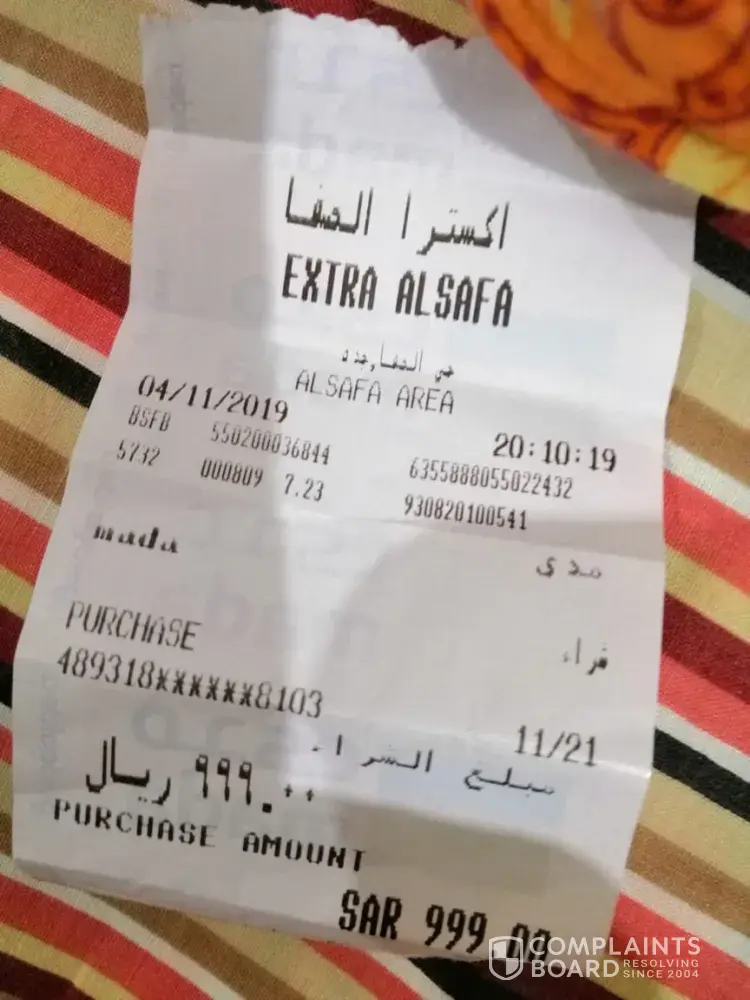 اكسترا الصفا
EXTRA ALSAFA
حي الصفا,جدة
ALSAFA AREA
04/11/2019 20:10:19
BSFB 550200036844 6355888055022432
5732 000809 7.23 930820100541
mada مدى
PURCHASE شراء
489318******8103 11/21
مبلغ الشراء
٩٩٩.٠٠ ريال
PURCHASE AMOUNT
SAR 999.00
COMPLAINTS
BOARD RESOLVING
SINCE 2004